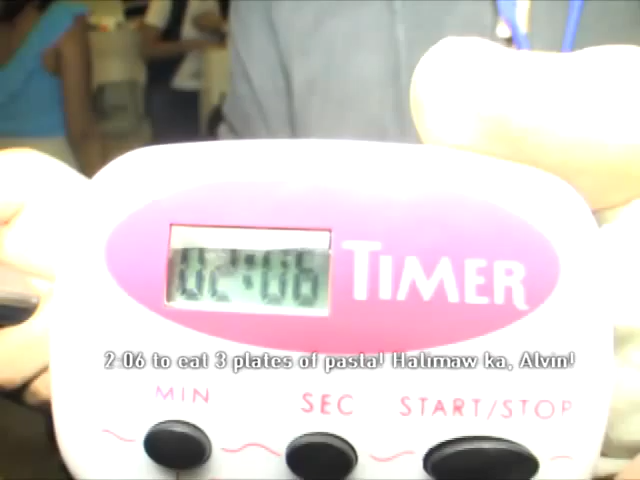 02:06
TIMER
2:06 to eat 3 plates of pasta! Halimaw ka, Alvin!
MIN SEC START/STOP